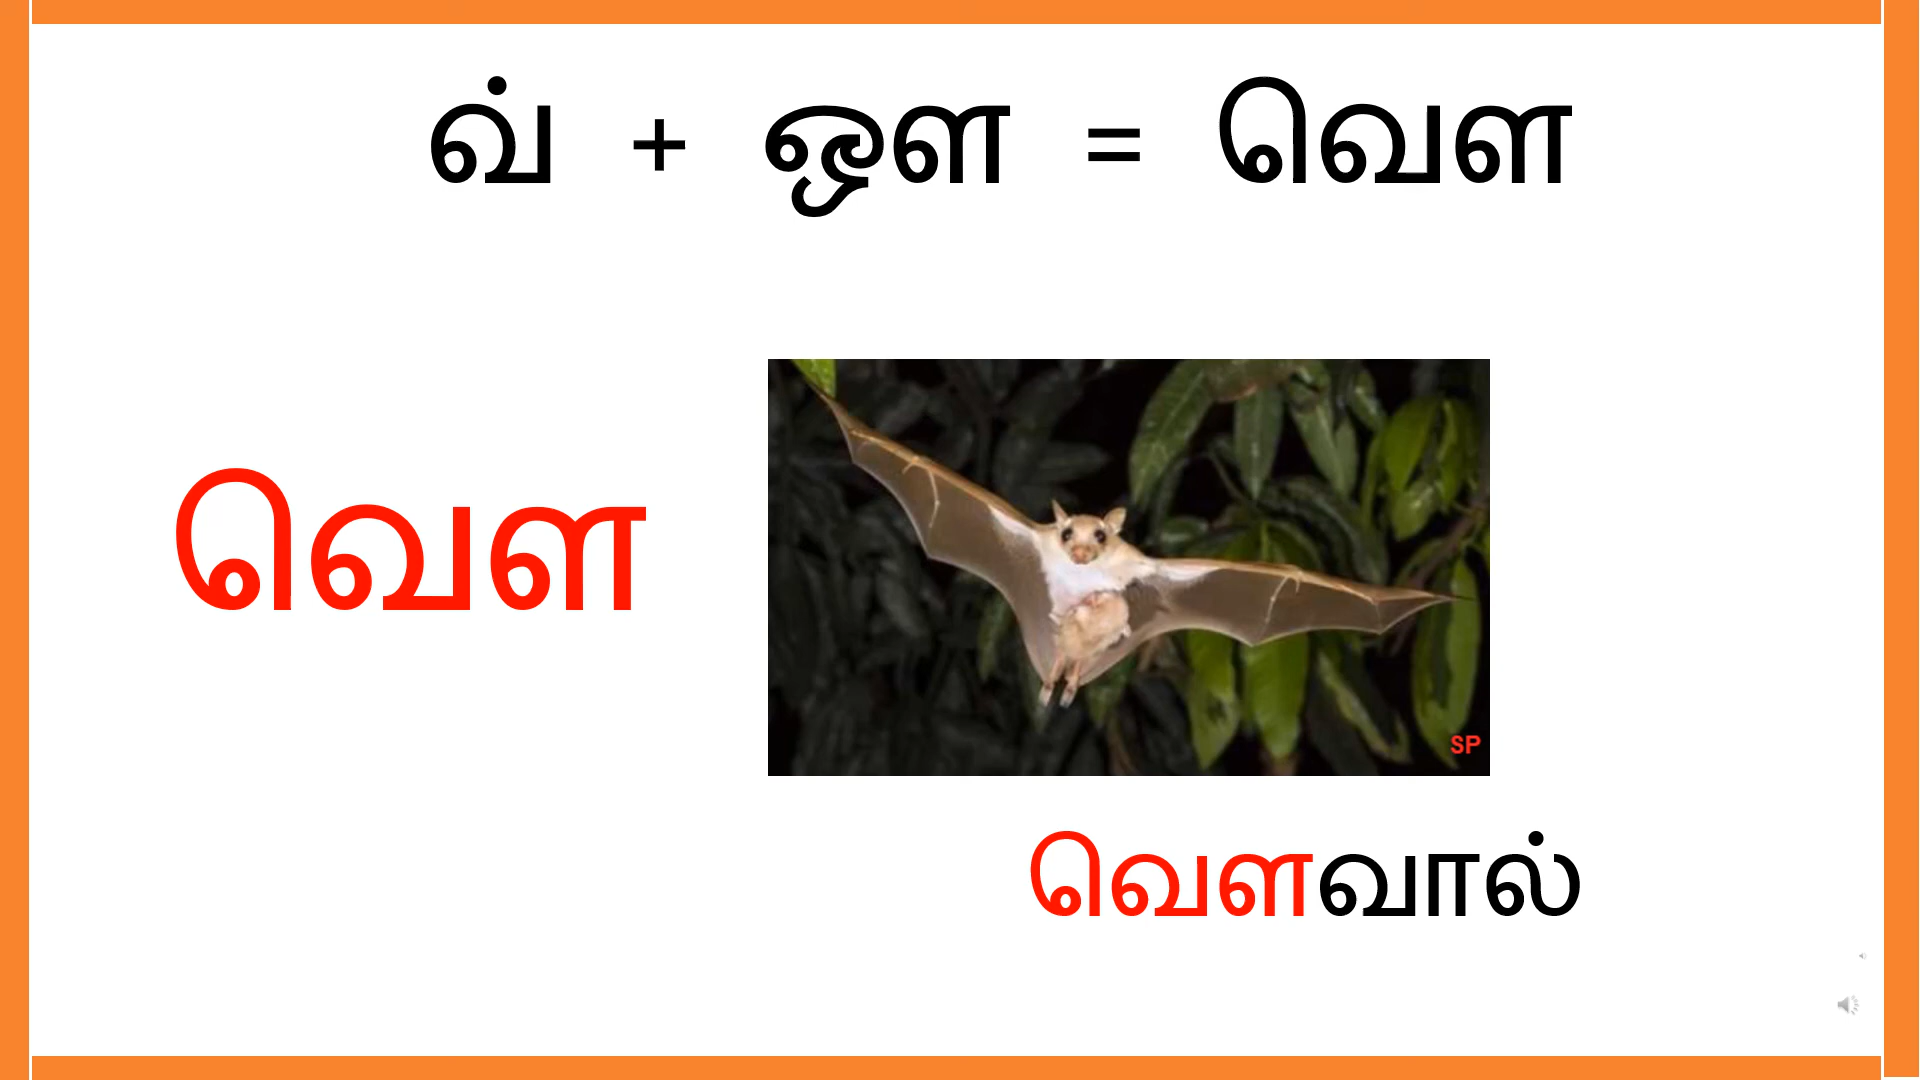 வ் + ஔ = வௌ
வௌ
SP
வௌவால்